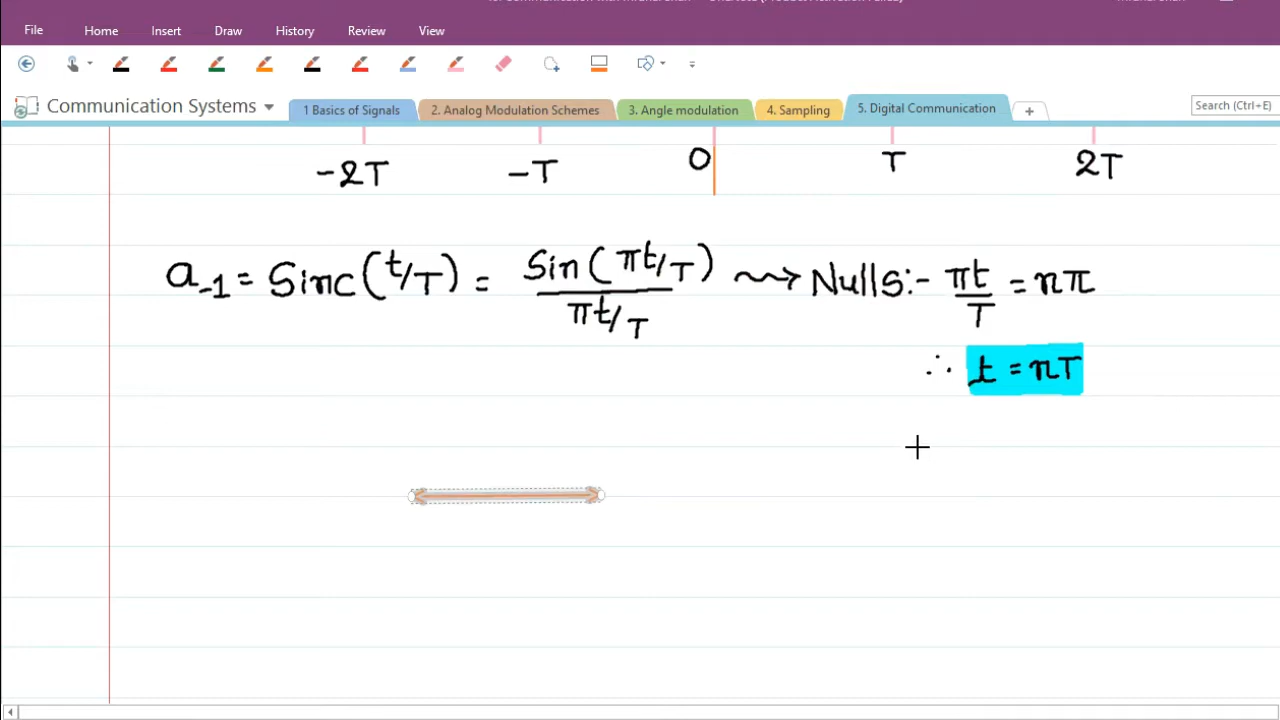 File Home Insert Draw History Review View
Communication Systems 1 Basics of Signals 2. Analog Modulation Schemes 3. Angle modulation 4. Sampling 5. Digital Communication + Search (Ctrl+E)
-2T -T 0 T 2T
a₋₁ = Sinc(t/T) = Sin(πt/T) / πt/T ⇝ Nulls:- πt/T = nπ
∴ t = nT